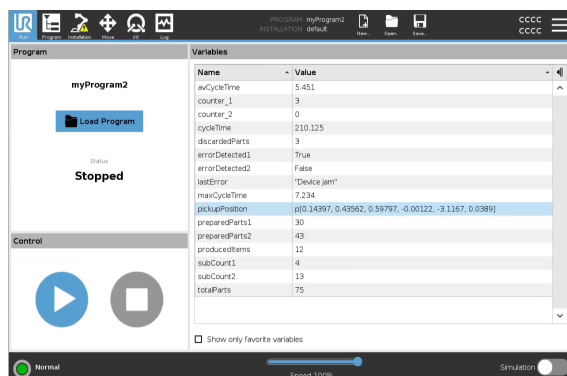 UR
PROGRAM myProgram2
INSTALLATION default
CCCC
CCCC
Run Program Installation Move I/O Log New... Open... Save...
Program
Variables
myProgram2
Load Program
Status
Stopped
Control
Name Value
avCycleTime 5.451
counter_1 3
counter_2 0
cycleTime 210.125
discardedParts 3
errorDetected1 True
errorDetected2 False
lastError "Device jam"
maxCycleTime 7.234
pickupPosition p[0.14397, 0.43562, 0.59797, -0.00122, -3.1167, 0.0389]
preparedParts1 30
preparedParts2 43
producedItems 12
subCount1 4
subCount2 13
totalParts 75
Show only favorite variables
Normal
Speed 100%
Simulation